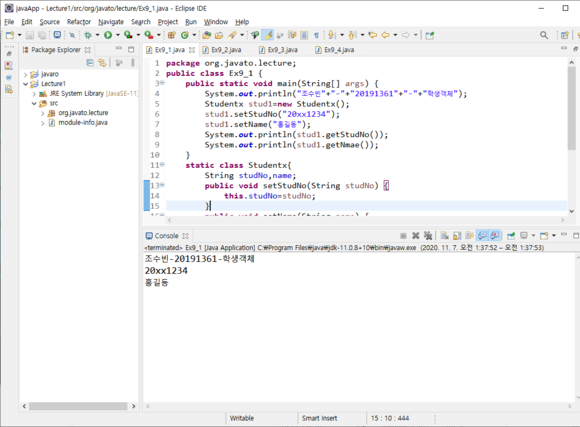 javaApp - Lecture1/src/org/javato/lecture/Ex9_1.java - Eclipse IDE
File Edit Source Refactor Navigate Search Project Run Window Help
Package Explorer
javaro
Lecture1
JRE System Library [JavaSE-11]
src
org.javato.lecture
module-info.java
Ex9_1.java Ex9_2.java Ex9_3.java Ex9_4.java
1 package org.javato.lecture;
2 public class Ex9_1 {
3 public static void main(String[] args) {
4 System.out.println("조수빈"+"-"+"20191361"+"-"+"학생객체");
5 Studentx stud1=new Studentx();
6 stud1.setStudNo("20xx1234");
7 stud1.setName("홍길동");
8 System.out.println(stud1.getStudNo());
9 System.out.println(stud1.getNmae());
10 }
11 static class Studentx{
12 String studNo,name;
13 public void setStudNo(String studNo) {
14 this.studNo=studNo;
15 }
16 public void setName(String name) {
Console
<terminated> Ex9_1 [Java Application] C:\Program Files\java\jdk-11.0.8+10\bin\javaw.exe (2020. 11. 7. 오전 1:37:52 – 오전 1:37:53)
조수빈-20191361-학생객체
20xx1234
홍길동
Writable Smart Insert 15 : 10 : 444